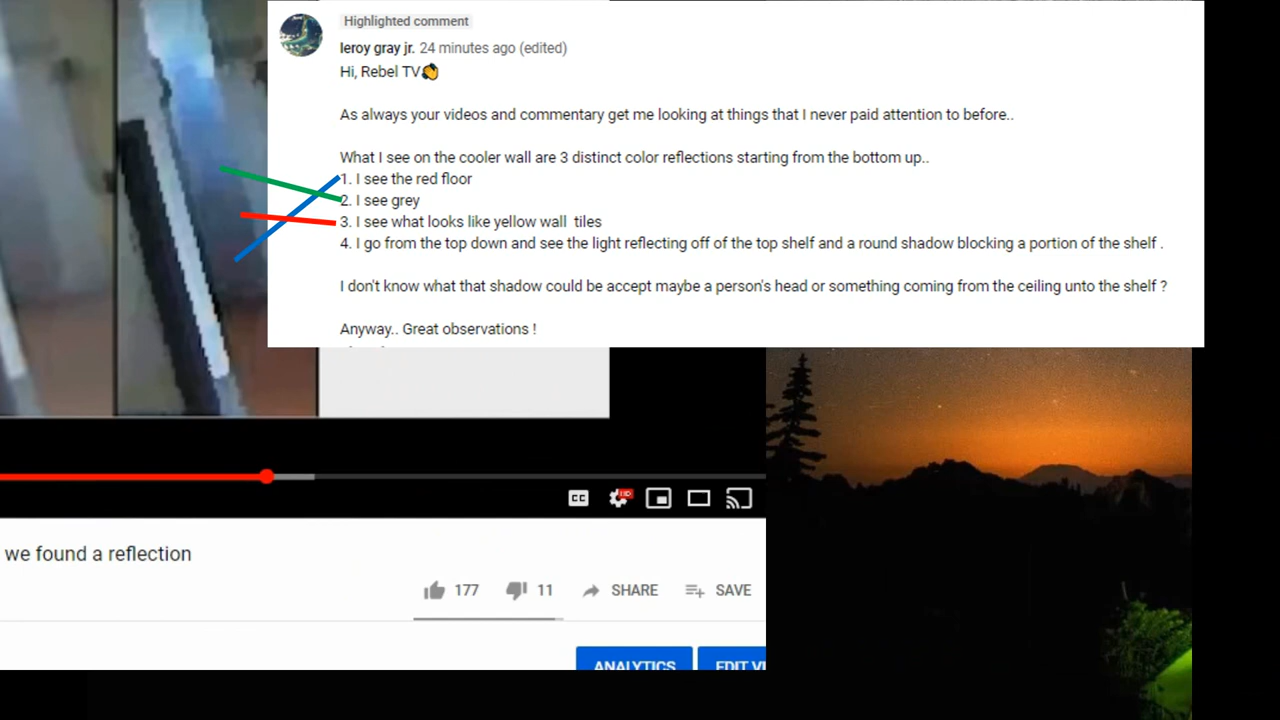 Highlighted comment
leroy gray jr. 24 minutes ago (edited)
Hi, Rebel TV👏
As always your videos and commentary get me looking at things that I never paid attention to before..
What I see on the cooler wall are 3 distinct color reflections starting from the bottom up..
1. I see the red floor
2. I see grey
3. I see what looks like yellow wall tiles
4. I go from the top down and see the light reflecting off of the top shelf and a round shadow blocking a portion of the shelf .
I don't know what that shadow could be accept maybe a person's head or something coming from the ceiling unto the shelf ?
Anyway.. Great observations !
CC HD
we found a reflection
177 11 SHARE SAVE
ANALYTICS EDIT